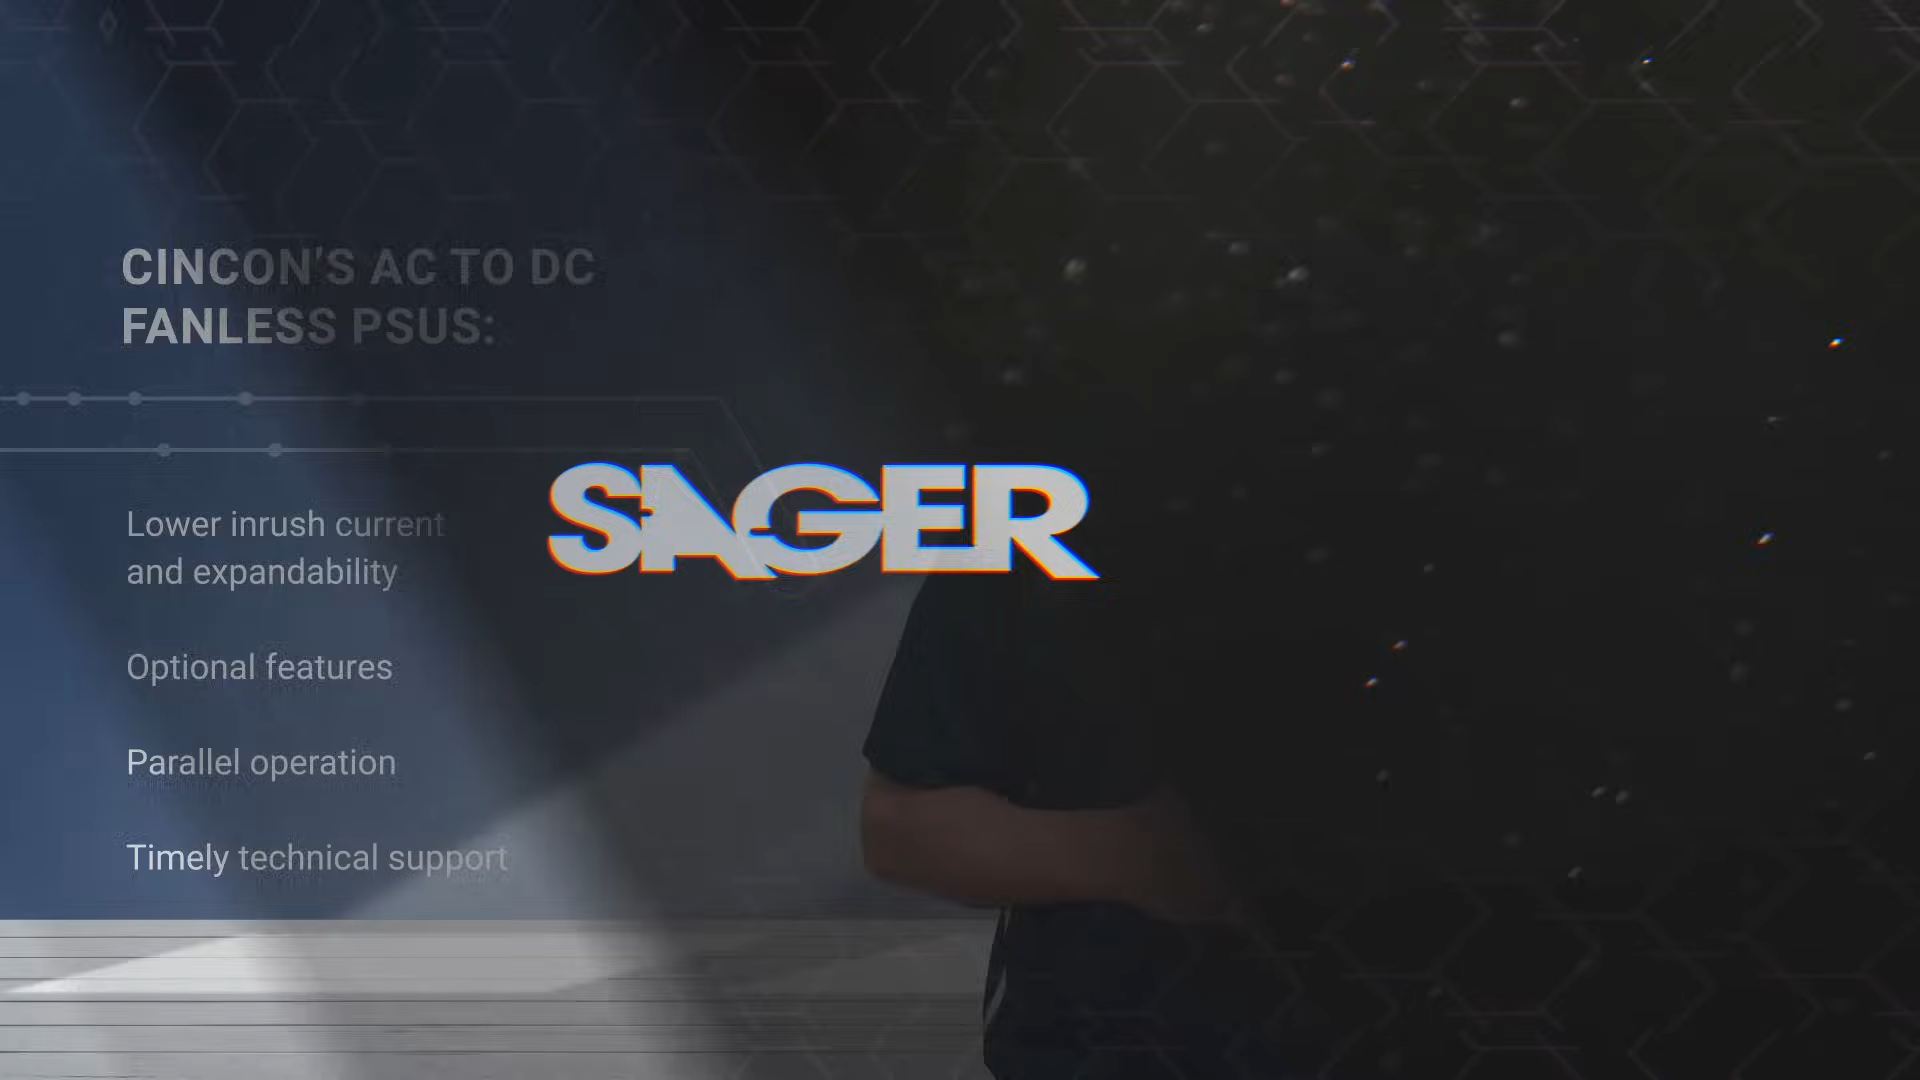 CINCON'S AC TO DC
FANLESS PSUS:
SAGER
Lower inrush current
and expandability
Optional features
Parallel operation
Timely technical support